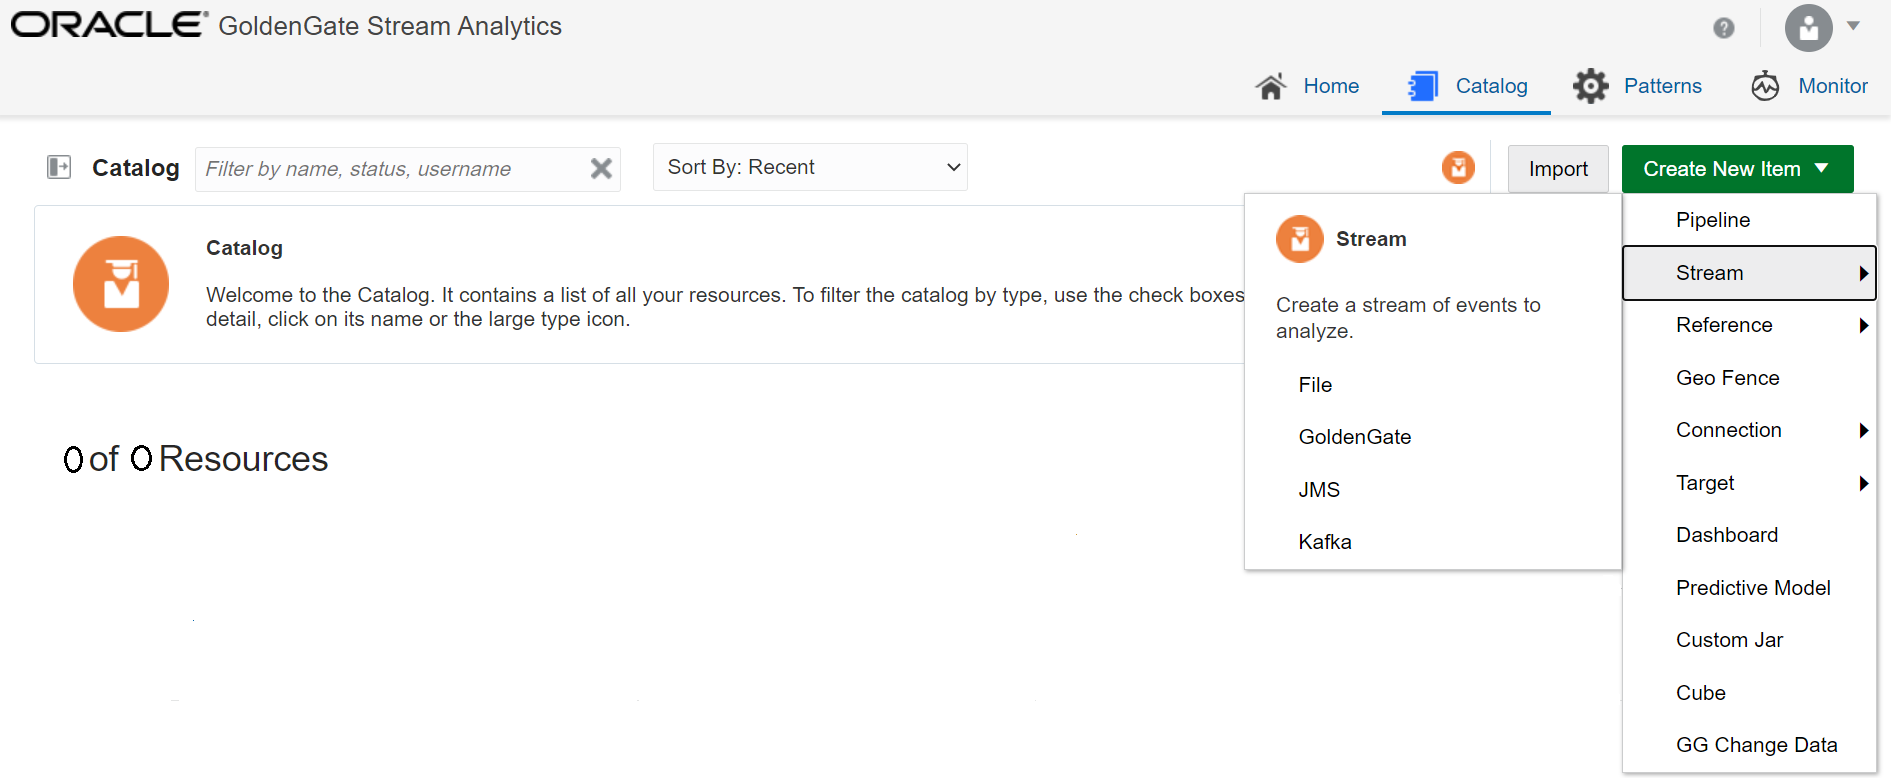 ORACLE® GoldenGate Stream Analytics
?
Home
Catalog
Patterns
Monitor
Catalog
Filter by name, status, username
Sort By: Recent
Import
Create New Item
Catalog
Welcome to the Catalog. It contains a list of all your resources. To filter the catalog by type, use the check boxes
detail, click on its name or the large type icon.
0 of 0 Resources
Stream
Create a stream of events to
analyze.
File
GoldenGate
JMS
Kafka
Pipeline
Stream
Reference
Geo Fence
Connection
Target
Dashboard
Predictive Model
Custom Jar
Cube
GG Change Data